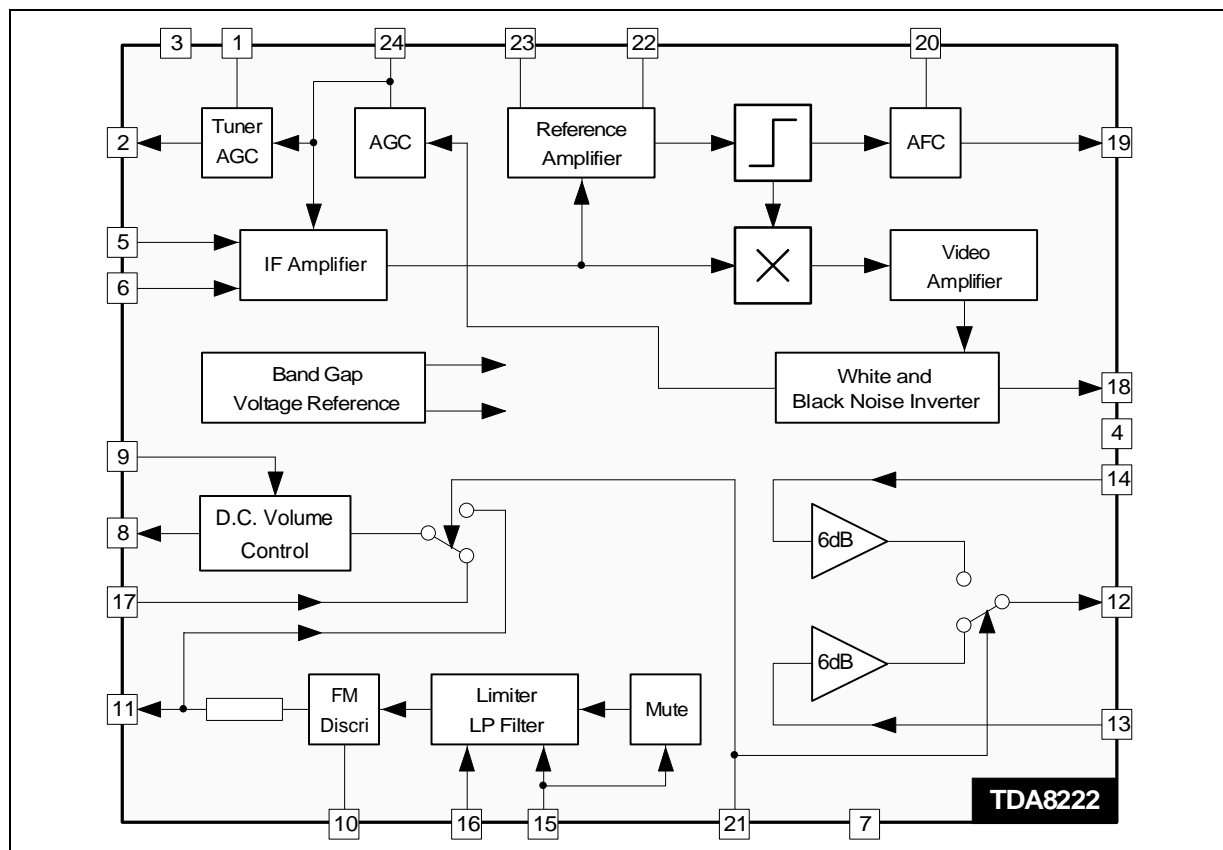 3
1
24
23
22
20
2
Tuner
AGC
AGC
Reference
Amplifier
AFC
19
5
6
IF Amplifier
Video
Amplifier
Band Gap
Voltage Reference
White and
Black Noise Inverter
18
4
9
14
8
D.C. Volume
Control
6dB
17
12
6dB
11
FM
Discri
Limiter
LP Filter
Mute
13
TDA8222
10
16
15
21
7